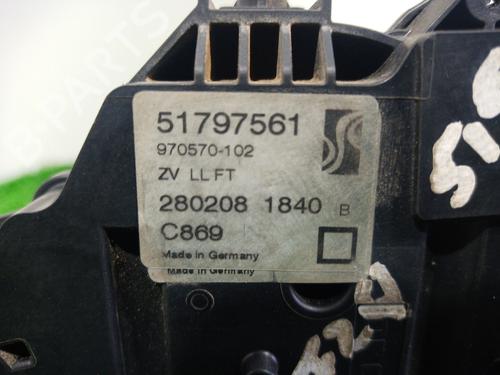 51797561
970570-102
ZV LL FT
280208 1840 B
C869
Made in Germany
Made in Germany